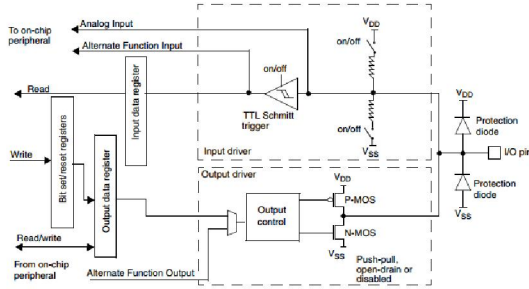 To on-chip
peripheral
Analog Input
Alternate Function Input
Read
Write
Read/write
From on-chip
peripheral
Alternate Function Output
Bit set/reset registers
Input data register
Output data register
on/off
TTL Schmitt
trigger
VDD
on/off
on/off
VSS
Input driver
Output driver
Output
control
VDD
P-MOS
N-MOS
VSS
Push-pull,
open-drain or
disabled
VDD
Protection
diode
I/O pin
Protection
diode
VSS